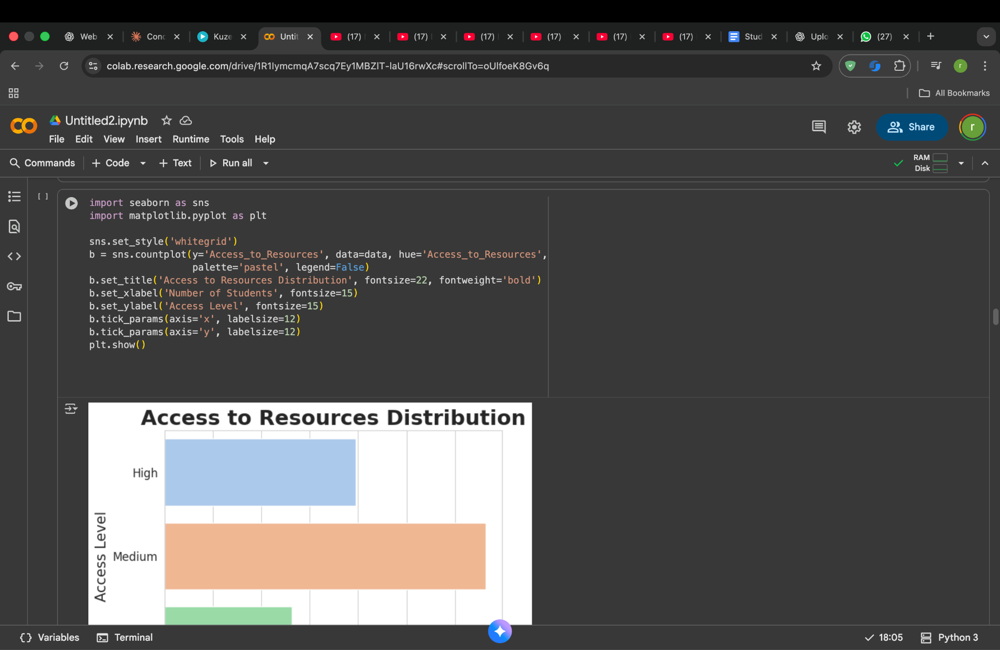 Web
Conc
Kuze
Untit
(17)
(17)
(17)
(17)
(17)
(17)
Stud
Uplo
(27)
colab.research.google.com/drive/1R1lymcmqA7scq7Ey1MBZIT-laU16rwXc#scrollTo=oUlfoeK8Gv6q
r
All Bookmarks
CO
Untitled2.ipynb
File Edit View Insert Runtime Tools Help
Share
r
Commands
+ Code
+ Text
Run all
RAM
Disk
[ ]
import seaborn as sns
import matplotlib.pyplot as plt
sns.set_style('whitegrid')
b = sns.countplot(y='Access_to_Resources', data=data, hue='Access_to_Resources',
palette='pastel', legend=False)
b.set_title('Access to Resources Distribution', fontsize=22, fontweight='bold')
b.set_xlabel('Number of Students', fontsize=15)
b.set_ylabel('Access Level', fontsize=15)
b.tick_params(axis='x', labelsize=12)
b.tick_params(axis='y', labelsize=12)
plt.show()
Access to Resources Distribution
High
Medium
Access Level
{} Variables
Terminal
18:05
Python 3